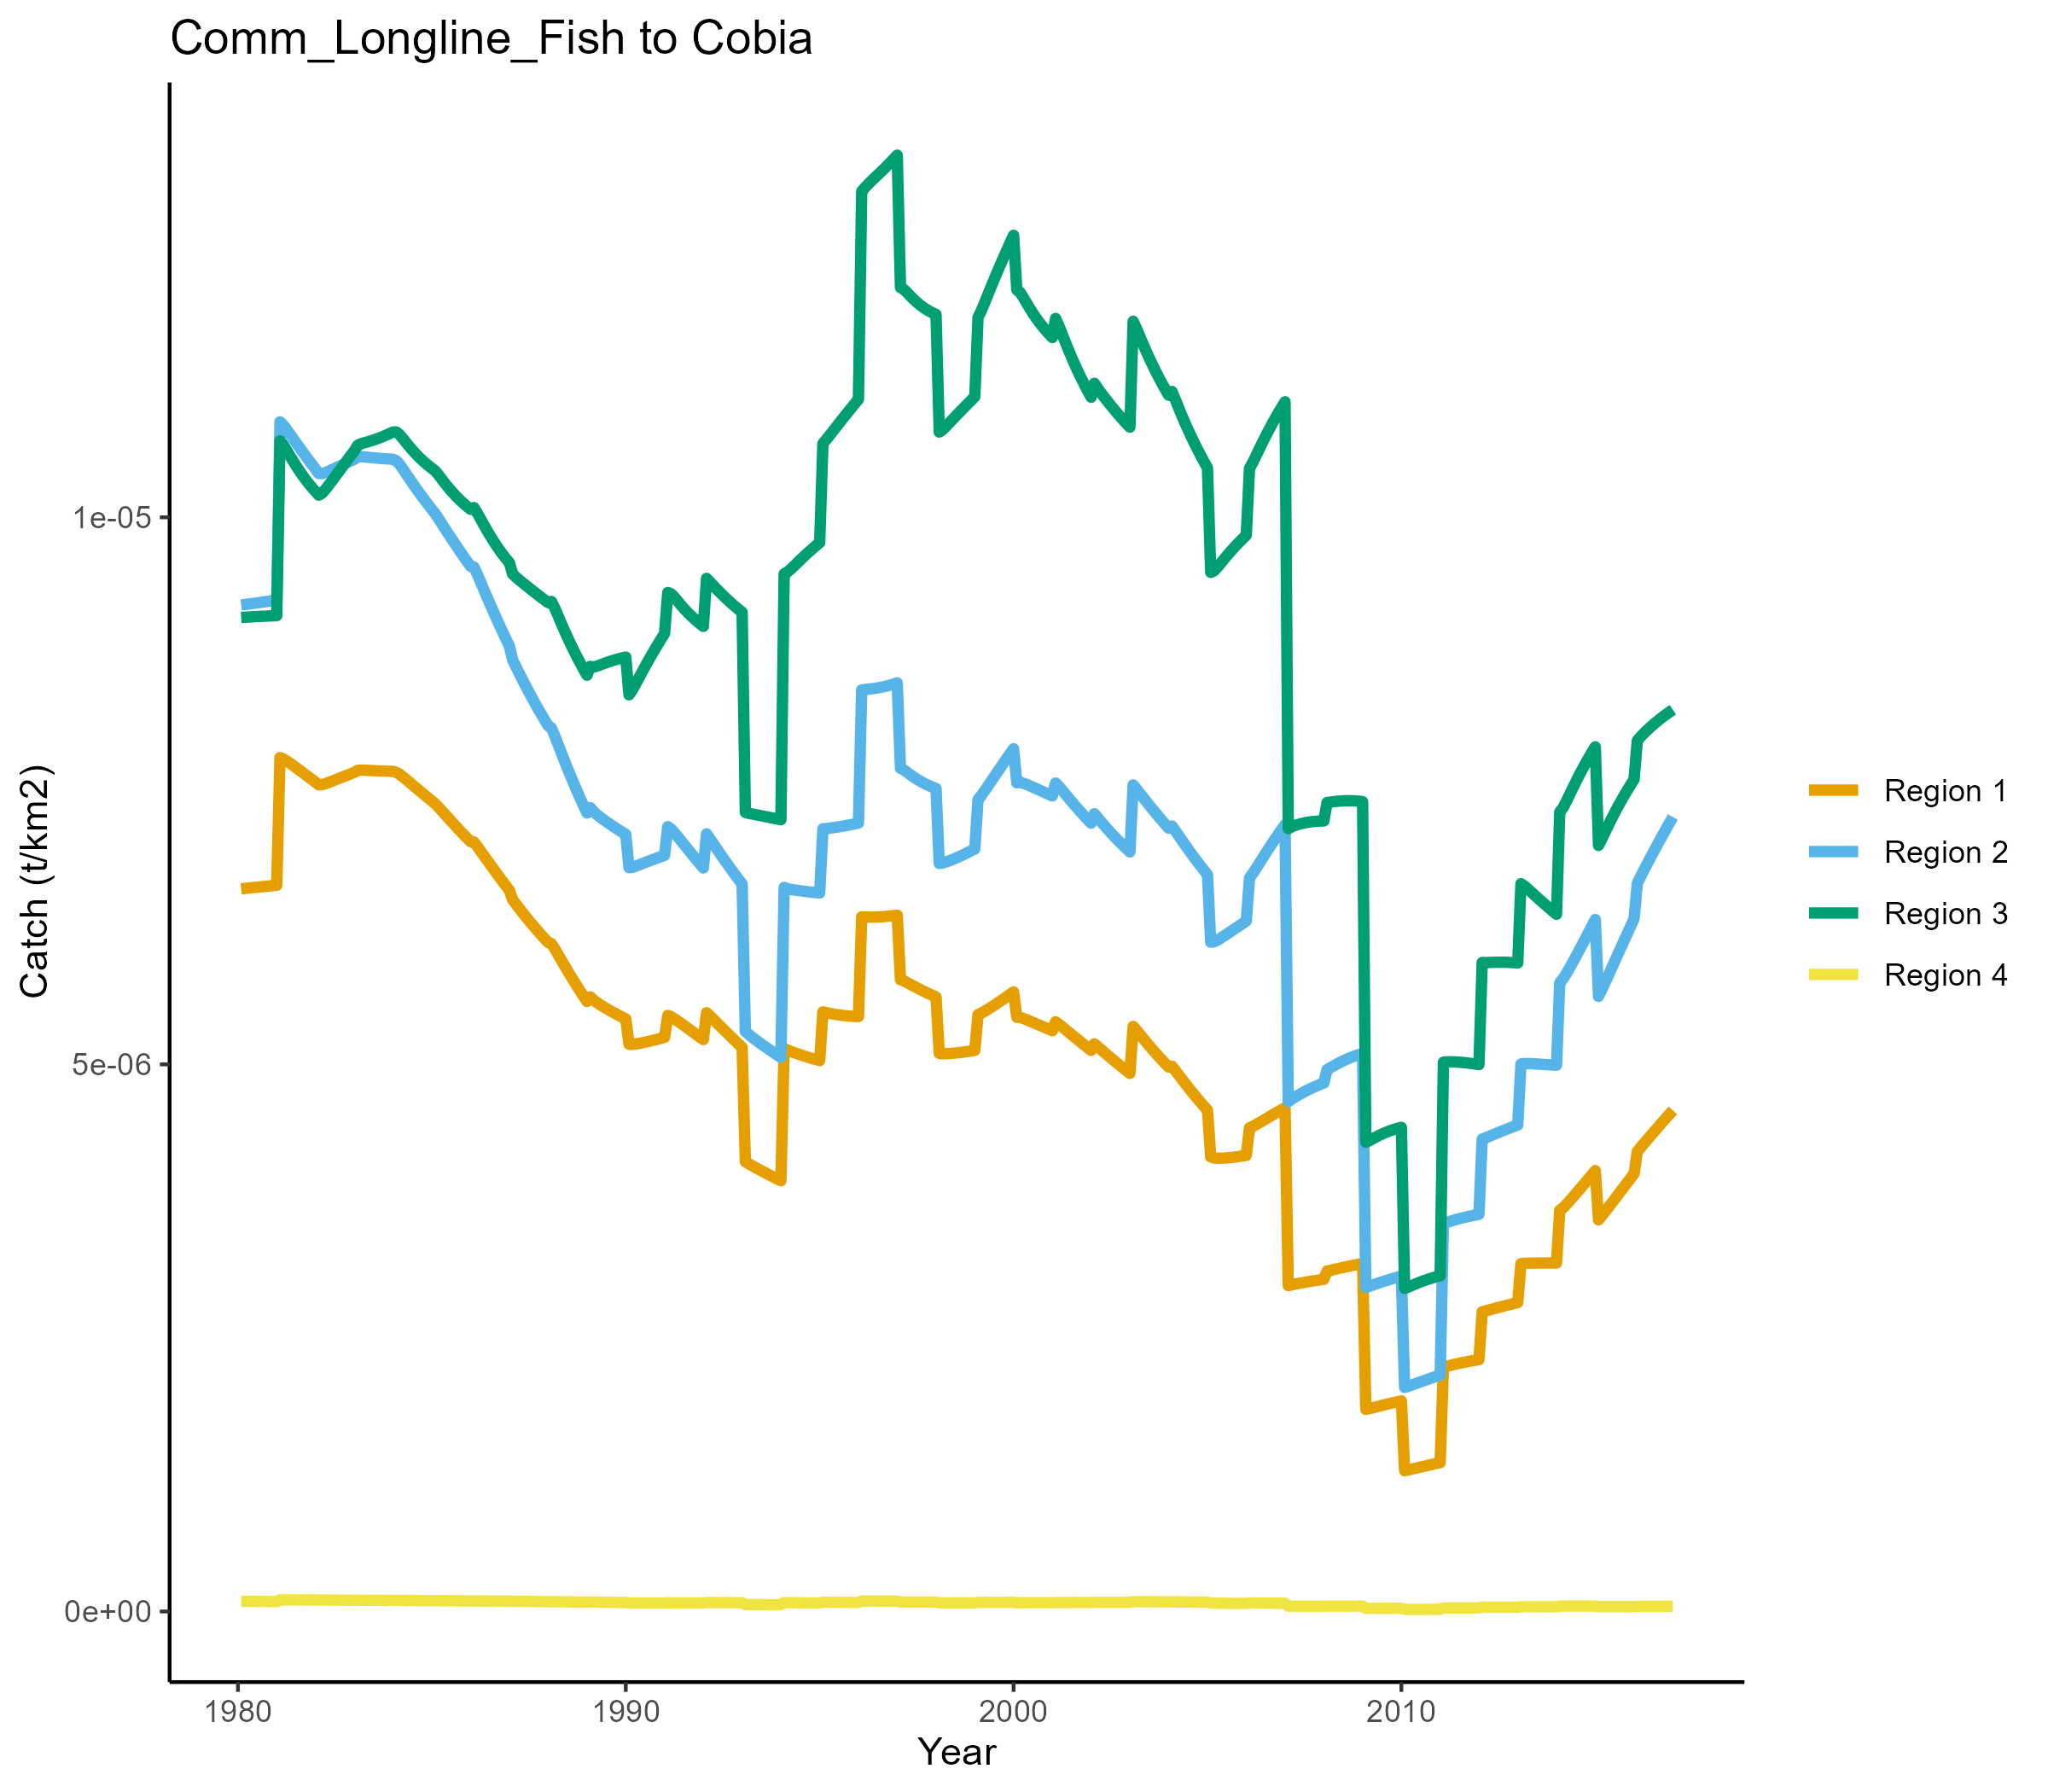 Comm_Longline_Fish to Cobia
Catch (t/km2)
1e-05
5e-06
0e+00
1980
1990
2000
2010
Year
Region 1
Region 2
Region 3
Region 4